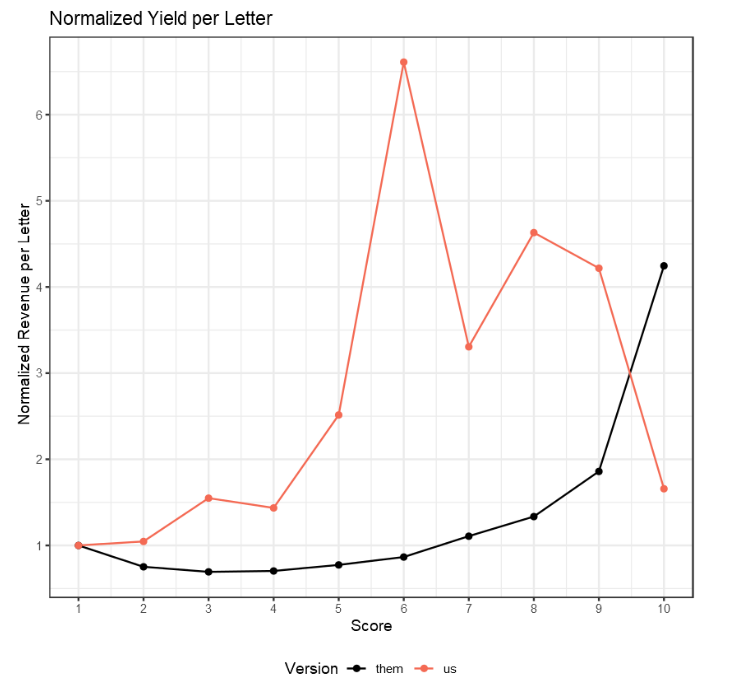 Normalized Yield per Letter
Normalized Revenue per Letter
6
5
4
3
2
1
1 2 3 4 5 6 7 8 9 10
Score
Version them us